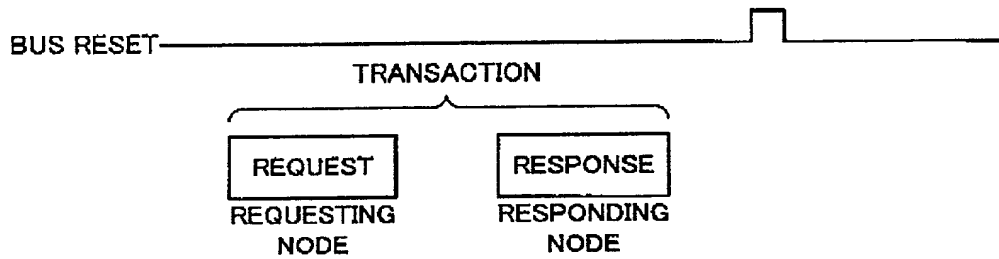 BUS RESET
TRANSACTION
REQUEST
RESPONSE
REQUESTING
NODE
RESPONDING
NODE